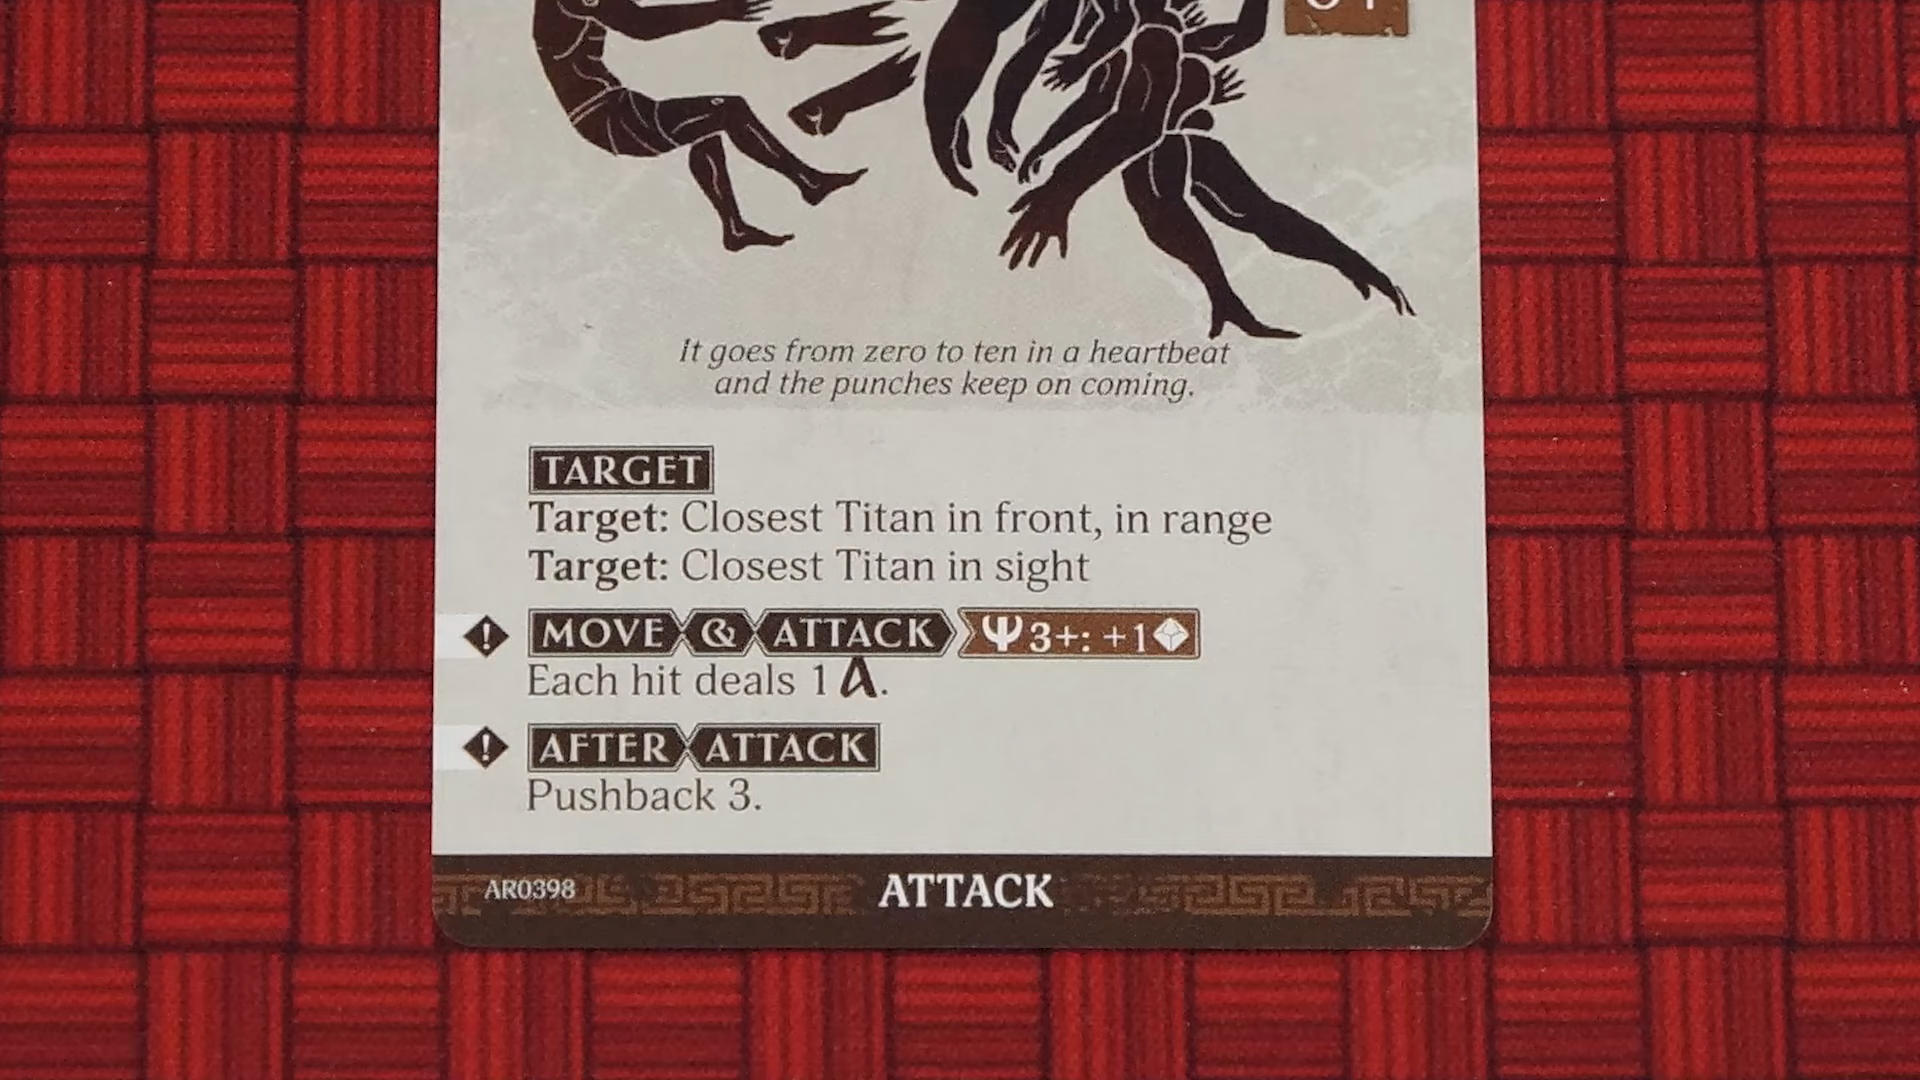 It goes from zero to ten in a heartbeat
and the punches keep on coming.
TARGET
Target: Closest Titan in front, in range
Target: Closest Titan in sight
! MOVE & ATTACK 3+: +1
Each hit deals 1 A.
! AFTER ATTACK
Pushback 3.
AR0398 ATTACK